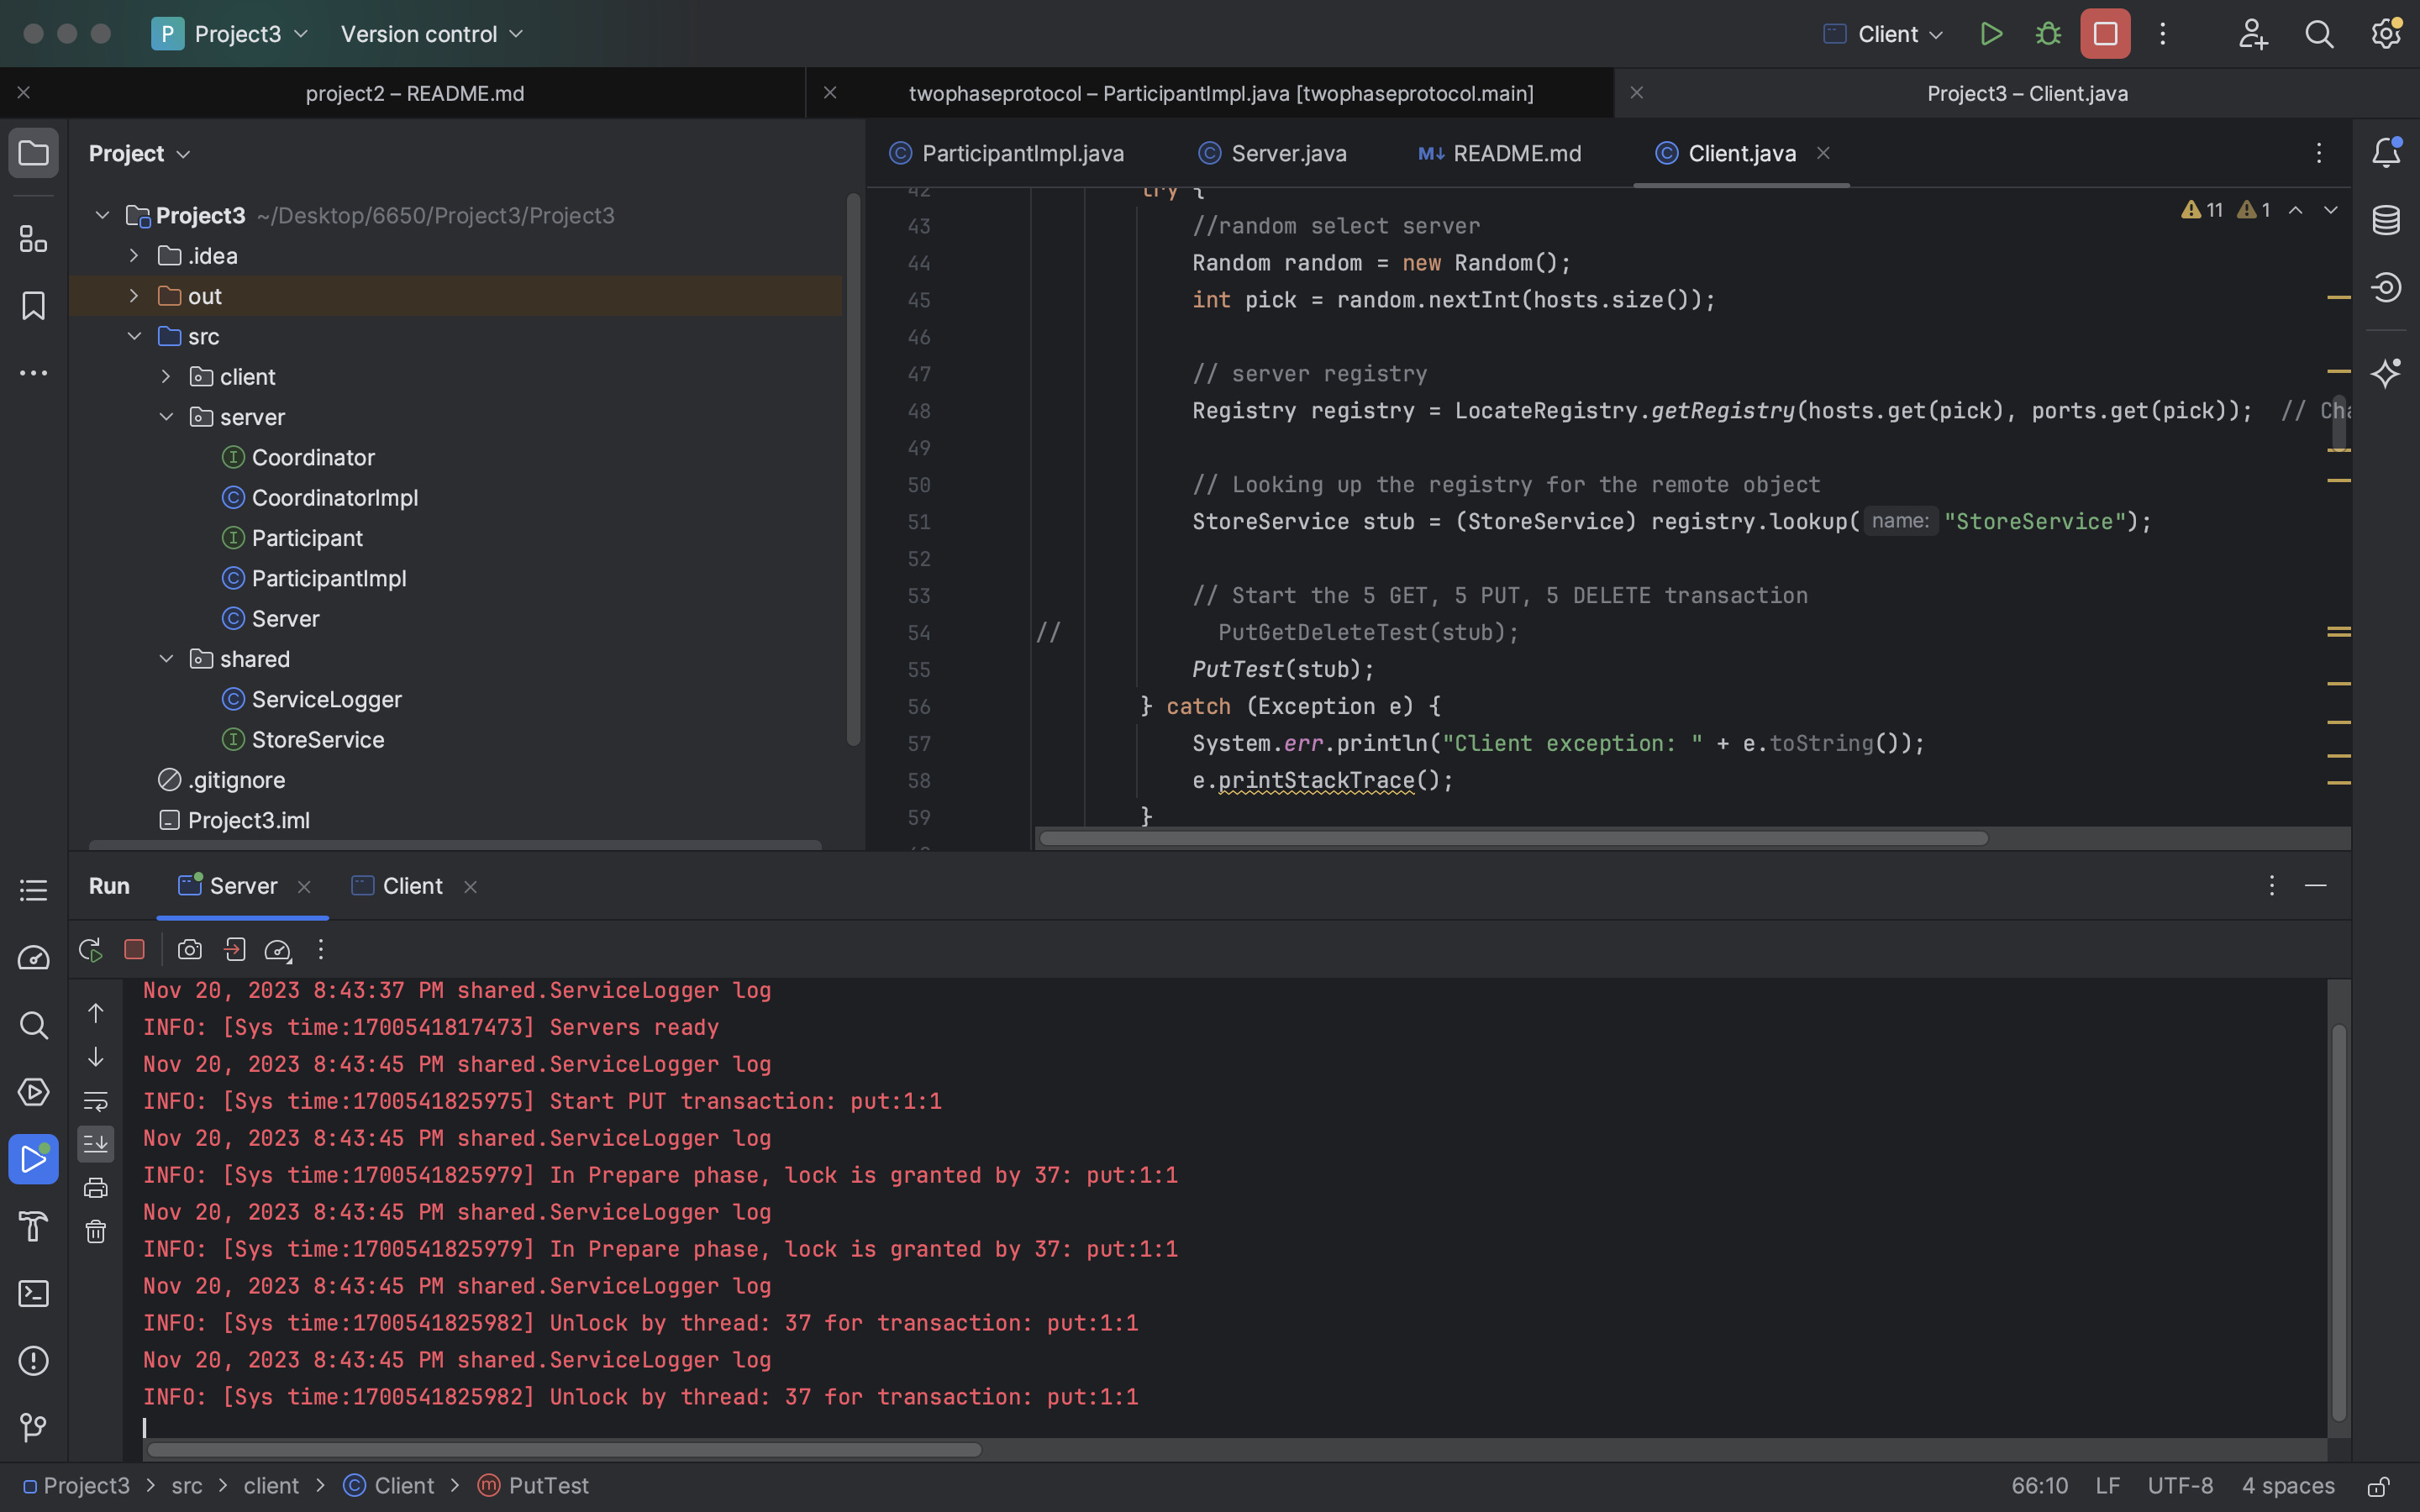 P Project3 Version control Client
project2 – README.md twophaseprotocol – ParticipantImpl.java [twophaseprotocol.main] Project3 – Client.java
Project
Project3 ~/Desktop/6650/Project3/Project3
.idea
out
src
client
server
Coordinator
CoordinatorImpl
Participant
ParticipantImpl
Server
shared
ServiceLogger
StoreService
.gitignore
Project3.iml
ParticipantImpl.java Server.java README.md Client.java
11 1
42 try {
43 //random select server
44 Random random = new Random();
45 int pick = random.nextInt(hosts.size());
46
47 // server registry
48 Registry registry = LocateRegistry.getRegistry(hosts.get(pick), ports.get(pick)); //
49
50 // Looking up the registry for the remote object
51 StoreService stub = (StoreService) registry.lookup( name: "StoreService");
52
53 // Start the 5 GET, 5 PUT, 5 DELETE transaction
54 // PutGetDeleteTest(stub);
55 PutTest(stub);
56 } catch (Exception e) {
57 System.err.println("Client exception: " + e.toString());
58 e.printStackTrace();
59 }
Run Server Client
Nov 20, 2023 8:43:37 PM shared.ServiceLogger log
INFO: [Sys time:1700541817473] Servers ready
Nov 20, 2023 8:43:45 PM shared.ServiceLogger log
INFO: [Sys time:1700541825975] Start PUT transaction: put:1:1
Nov 20, 2023 8:43:45 PM shared.ServiceLogger log
INFO: [Sys time:1700541825979] In Prepare phase, lock is granted by 37: put:1:1
Nov 20, 2023 8:43:45 PM shared.ServiceLogger log
INFO: [Sys time:1700541825979] In Prepare phase, lock is granted by 37: put:1:1
Nov 20, 2023 8:43:45 PM shared.ServiceLogger log
INFO: [Sys time:1700541825982] Unlock by thread: 37 for transaction: put:1:1
Nov 20, 2023 8:43:45 PM shared.ServiceLogger log
INFO: [Sys time:1700541825982] Unlock by thread: 37 for transaction: put:1:1
Project3 > src > client > Client > PutTest 66:10 LF UTF-8 4 spaces